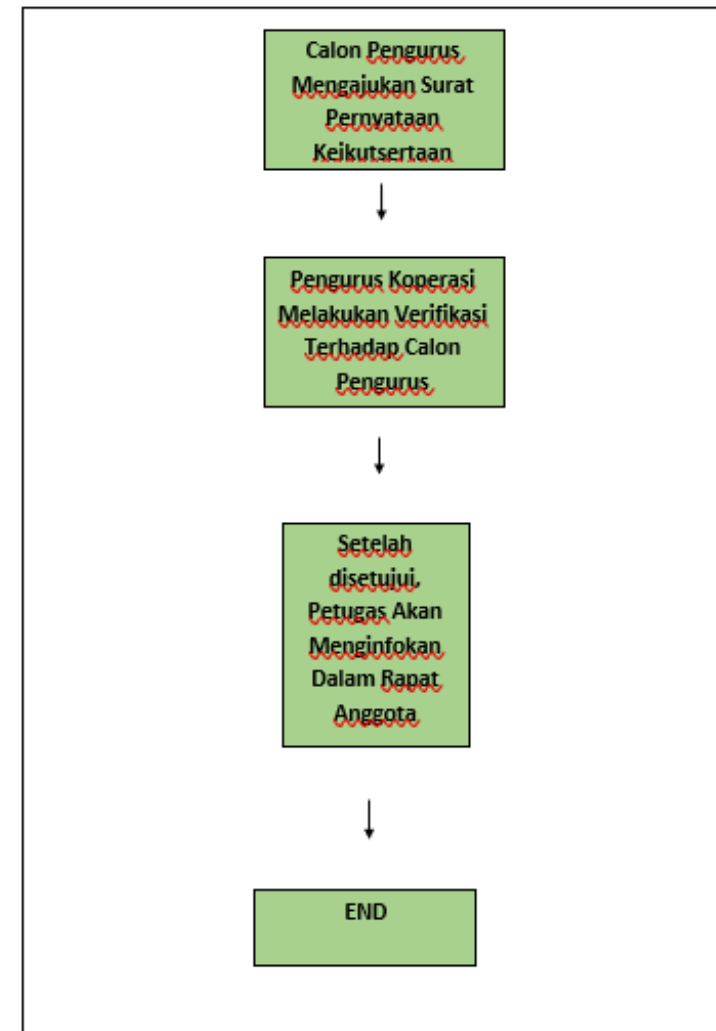 Calon Pengurus
Mengajukan Surat
Pernyataan
Keikutsertaan
Pengurus Koperasi
Melakukan Verifikasi
Terhadap Calon
Pengurus
Setelah
disetujui,
Petugas Akan
Menginfokan
Dalam Rapat
Anggota
END